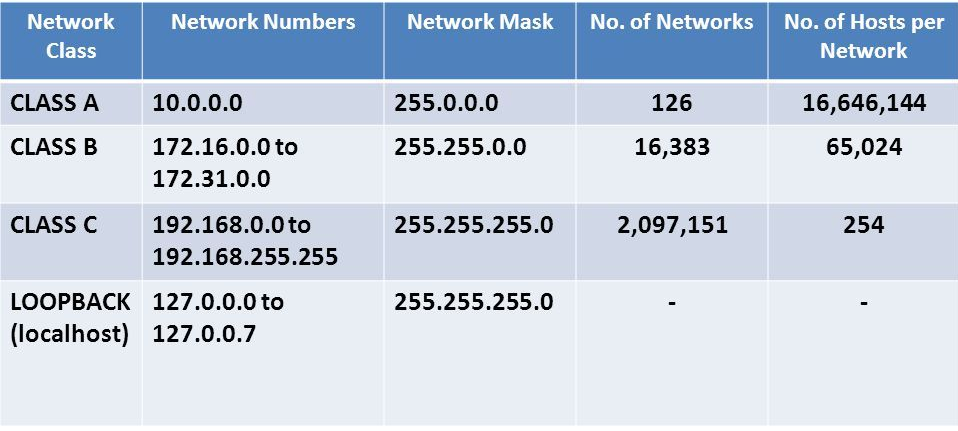 Network Class Network Numbers Network Mask No. of Networks No. of Hosts per Network
CLASS A 10.0.0.0 255.0.0.0 126 16,646,144
CLASS B 172.16.0.0 to 172.31.0.0 255.255.0.0 16,383 65,024
CLASS C 192.168.0.0 to 192.168.255.255 255.255.255.0 2,097,151 254
LOOPBACK (localhost) 127.0.0.0 to 127.0.0.7 255.255.255.0 - -